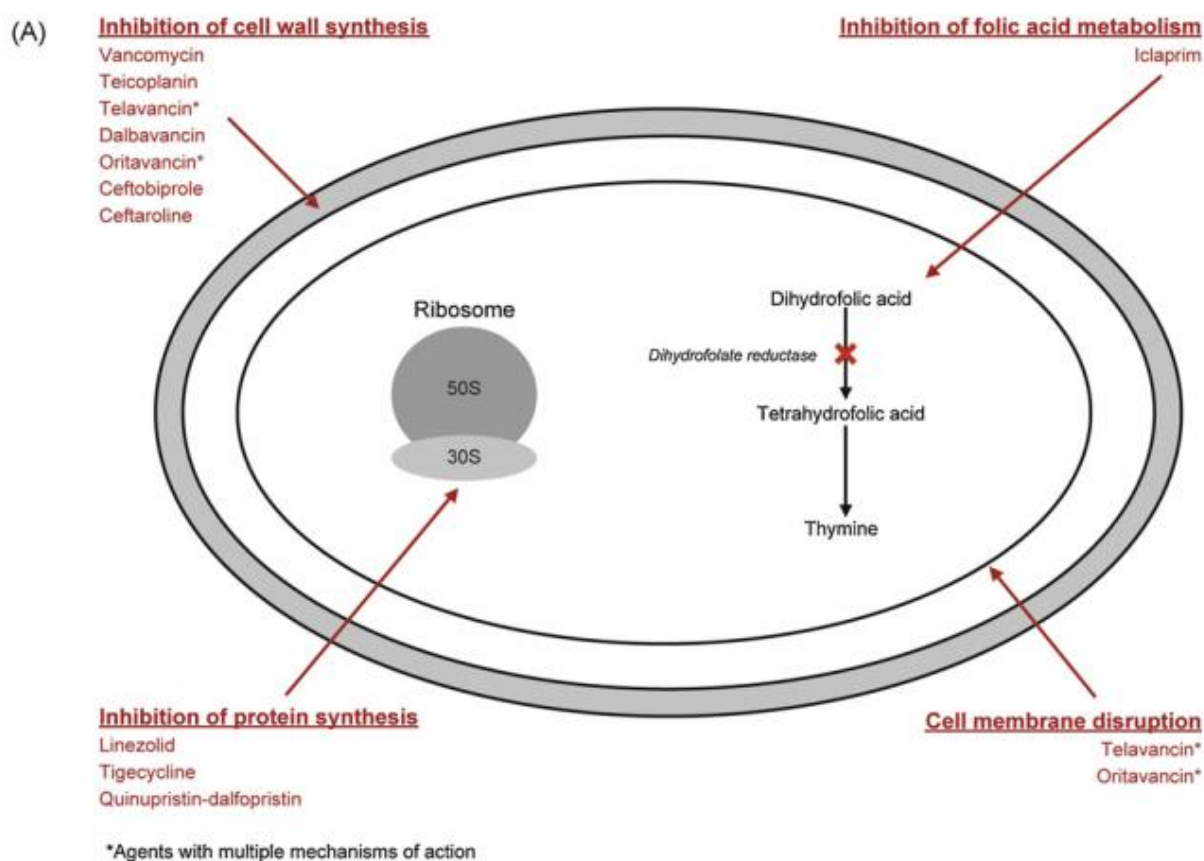 (A)
Inhibition of cell wall synthesis
Vancomycin
Teicoplanin
Telavancin*
Dalbavancin
Oritavancin*
Ceftobiprole
Ceftaroline
Inhibition of folic acid metabolism
Iclaprim
Ribosome
50S
30S
Dihydrofolic acid
Dihydrofolate reductase
Tetrahydrofolic acid
Thymine
Inhibition of protein synthesis
Linezolid
Tigecycline
Quinupristin-dalfopristin
Cell membrane disruption
Telavancin*
Oritavancin*
*Agents with multiple mechanisms of action